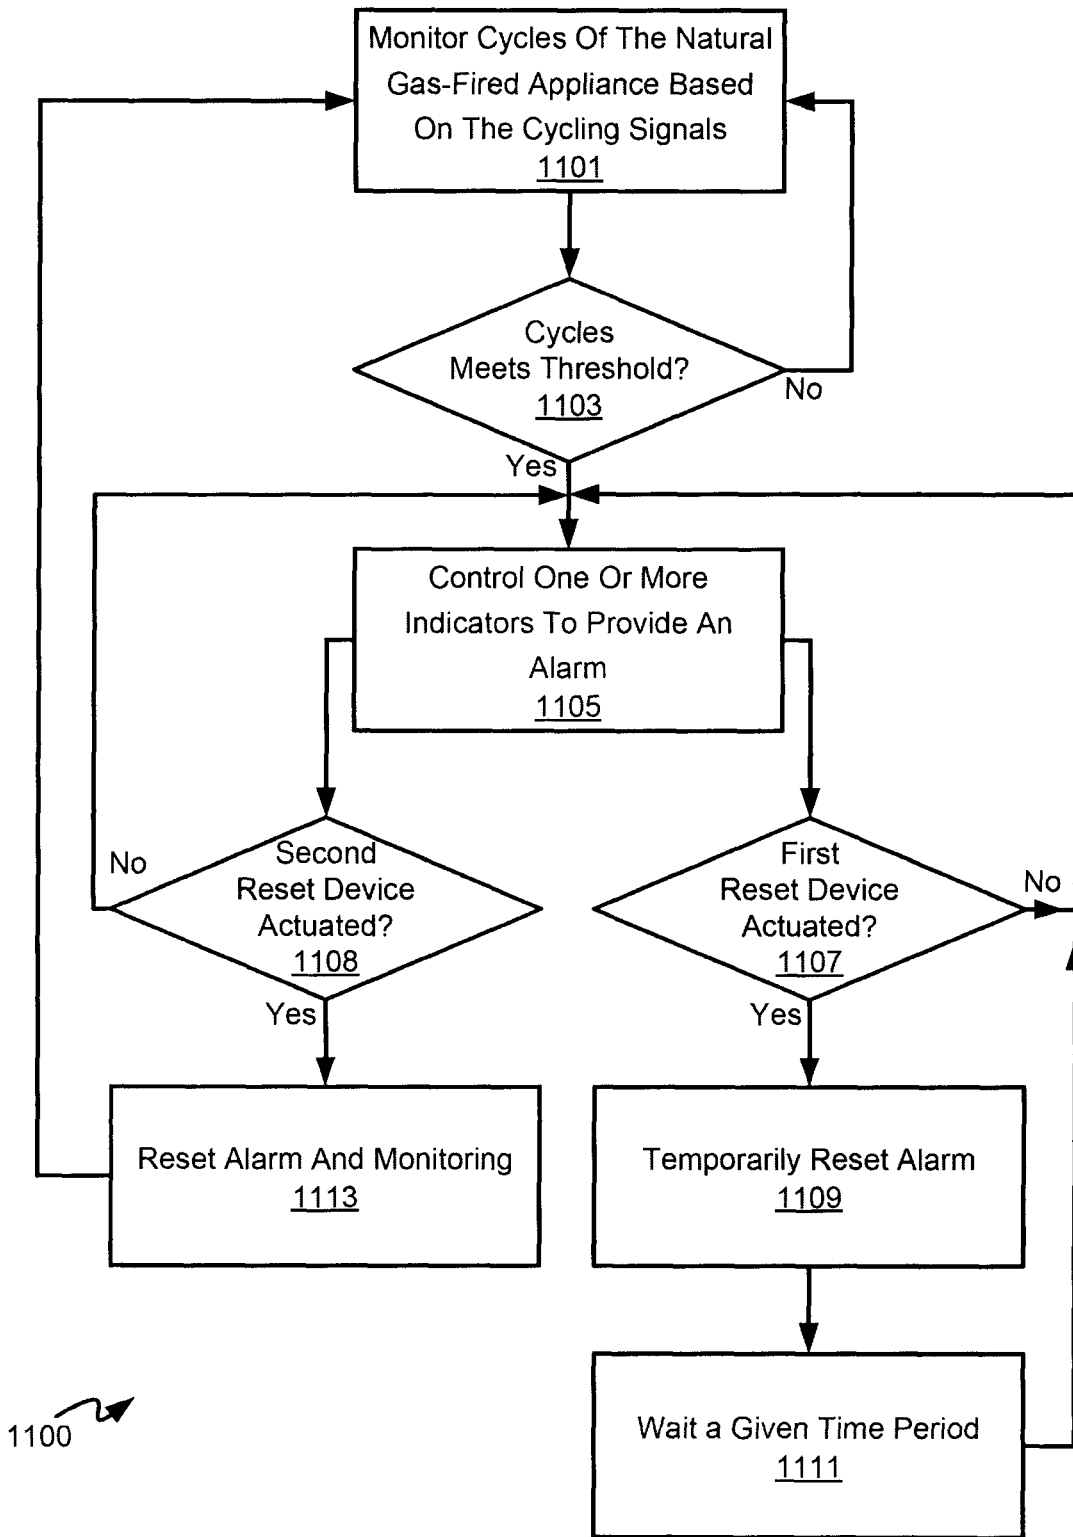 Monitor Cycles Of The Natural
Gas-Fired Appliance Based
On The Cycling Signals
1101
Cycles
Meets Threshold?
1103
No
Yes
Control One Or More
Indicators To Provide An
Alarm
1105
No
Second
Reset Device
Actuated?
1108
Yes
First
Reset Device
Actuated?
1107
No
Yes
Reset Alarm And Monitoring
1113
Temporarily Reset Alarm
1109
Wait a Given Time Period
1111
1100